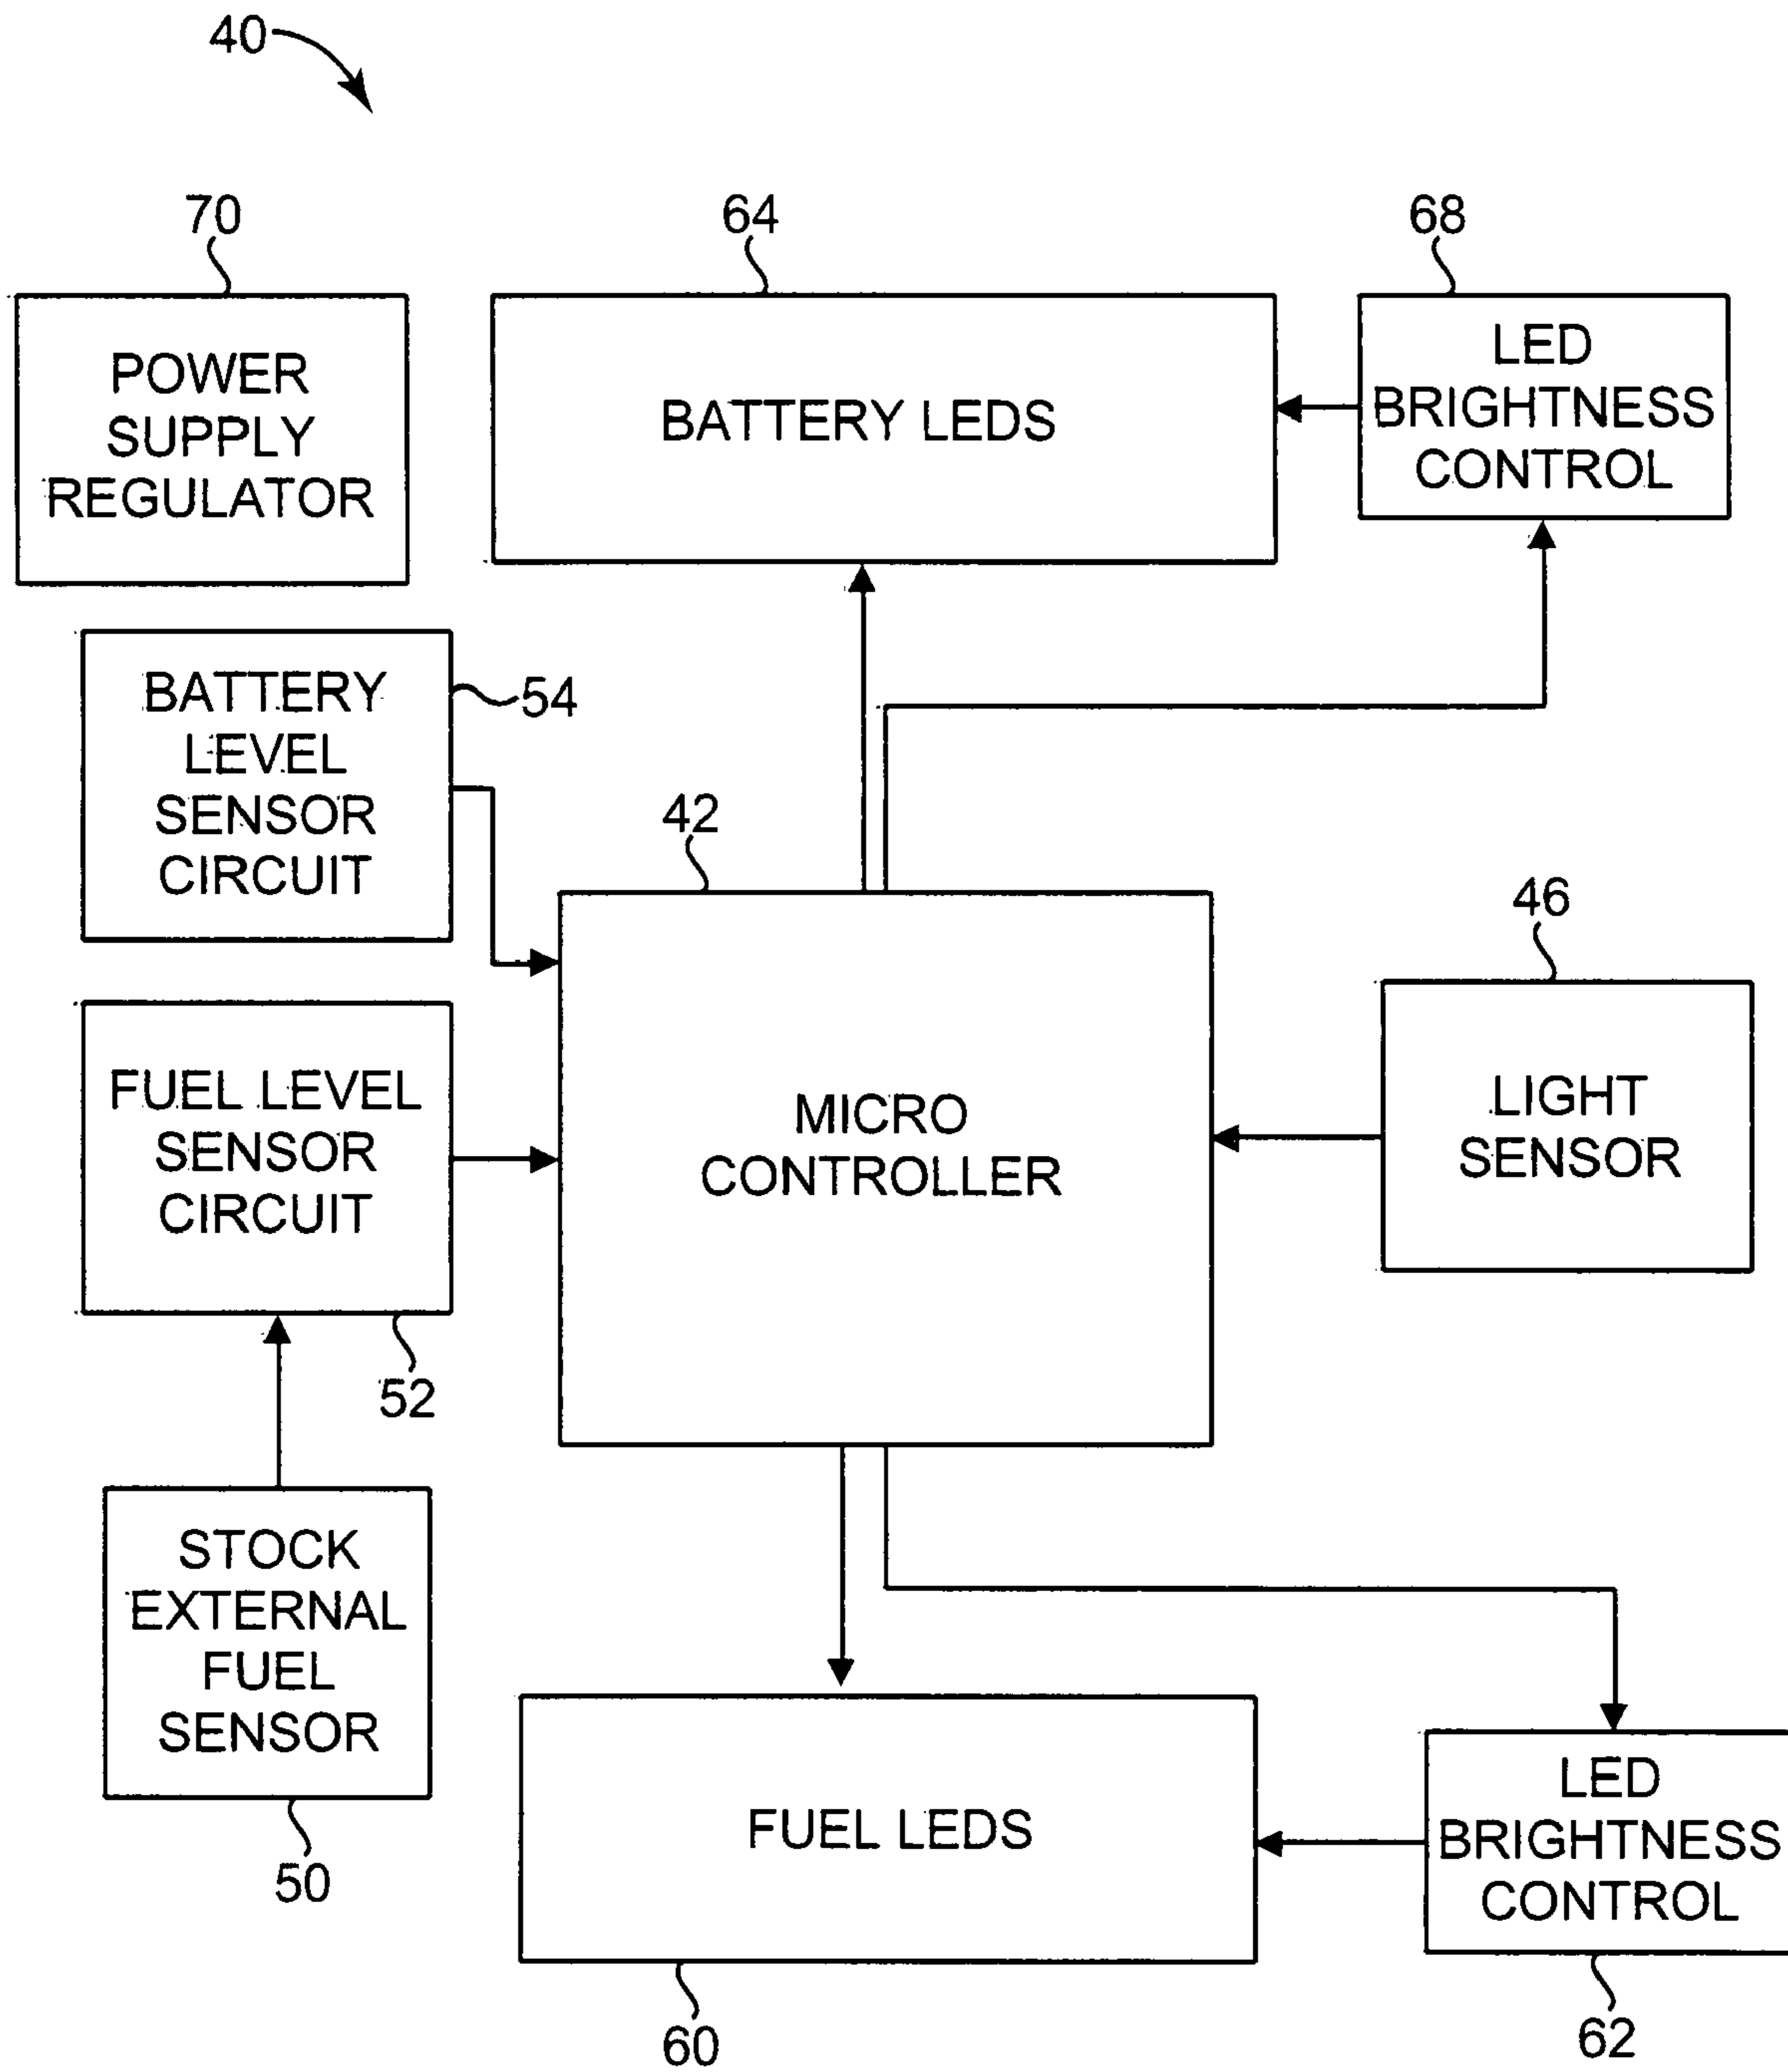 40
70
64
68
POWER
SUPPLY
REGULATOR
BATTERY LEDS
LED
BRIGHTNESS
CONTROL
BATTERY
LEVEL
SENSOR
CIRCUIT
54
42
46
FUEL LEVEL
SENSOR
CIRCUIT
MICRO
CONTROLLER
LIGHT
SENSOR
52
STOCK
EXTERNAL
FUEL
SENSOR
50
FUEL LEDS
LED
BRIGHTNESS
CONTROL
60
62